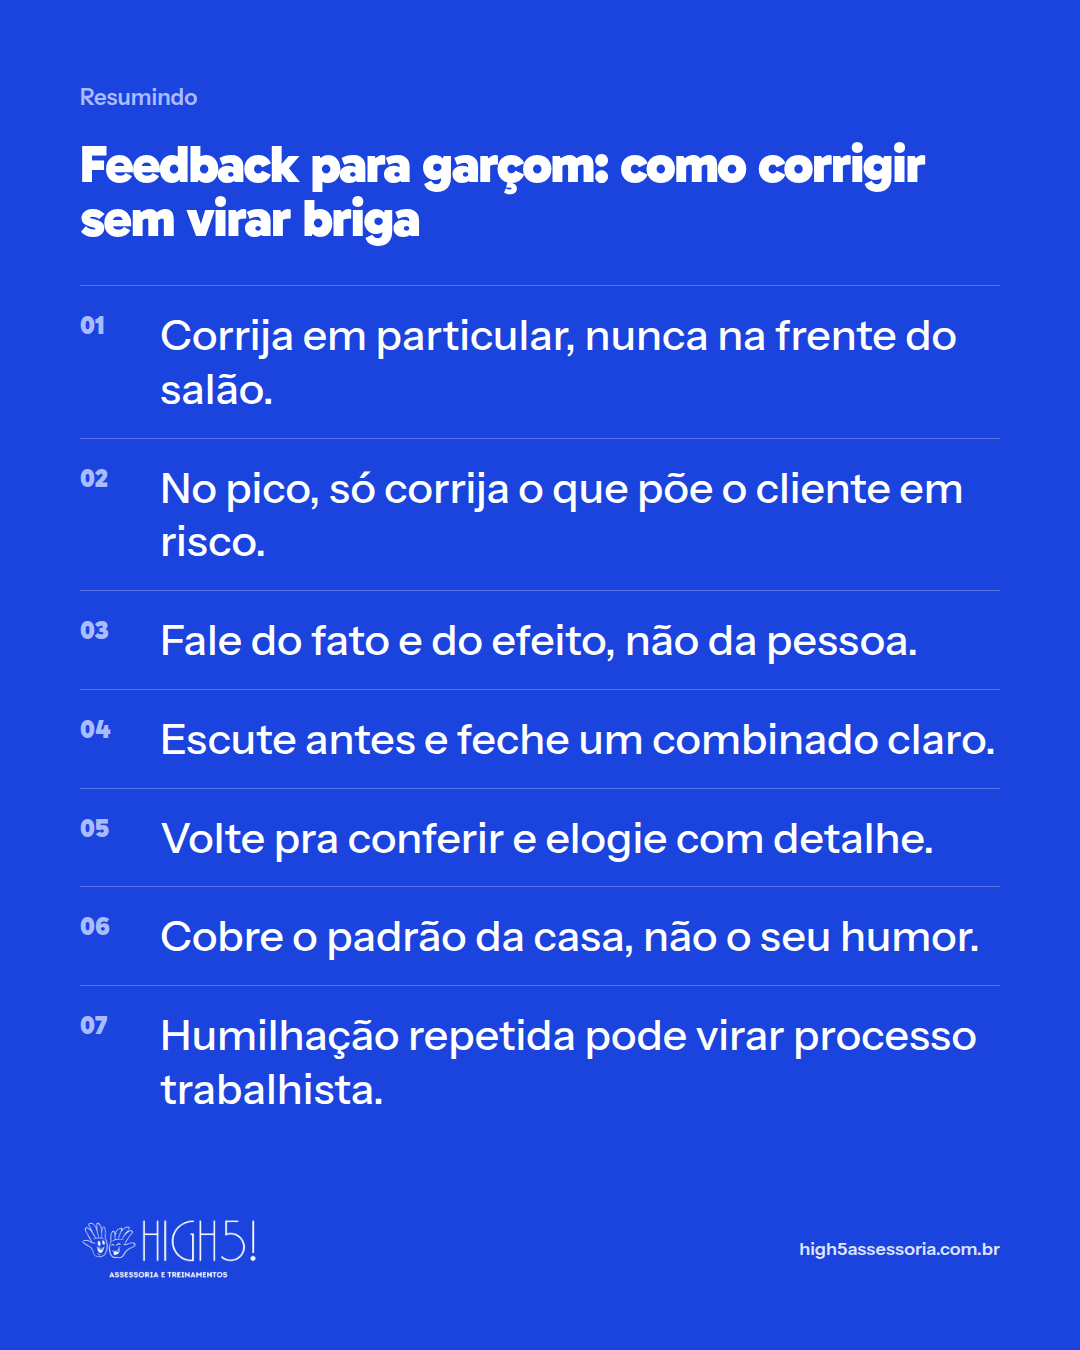 Resumindo
Feedback para garçom: como corrigir
sem virar briga
01
Corrija em particular, nunca na frente do
salão.
02
No pico, só corrija o que põe o cliente em
risco.
03
Fale do fato e do efeito, não da pessoa.
04
Escute antes e feche um combinado claro.
05
Volte pra conferir e elogie com detalhe.
06
Cobre o padrão da casa, não o seu humor.
07
Humilhação repetida pode virar processo
trabalhista.
HIGH5!
ASSESSORIA E TREINAMENTOS
high5assessoria.com.br